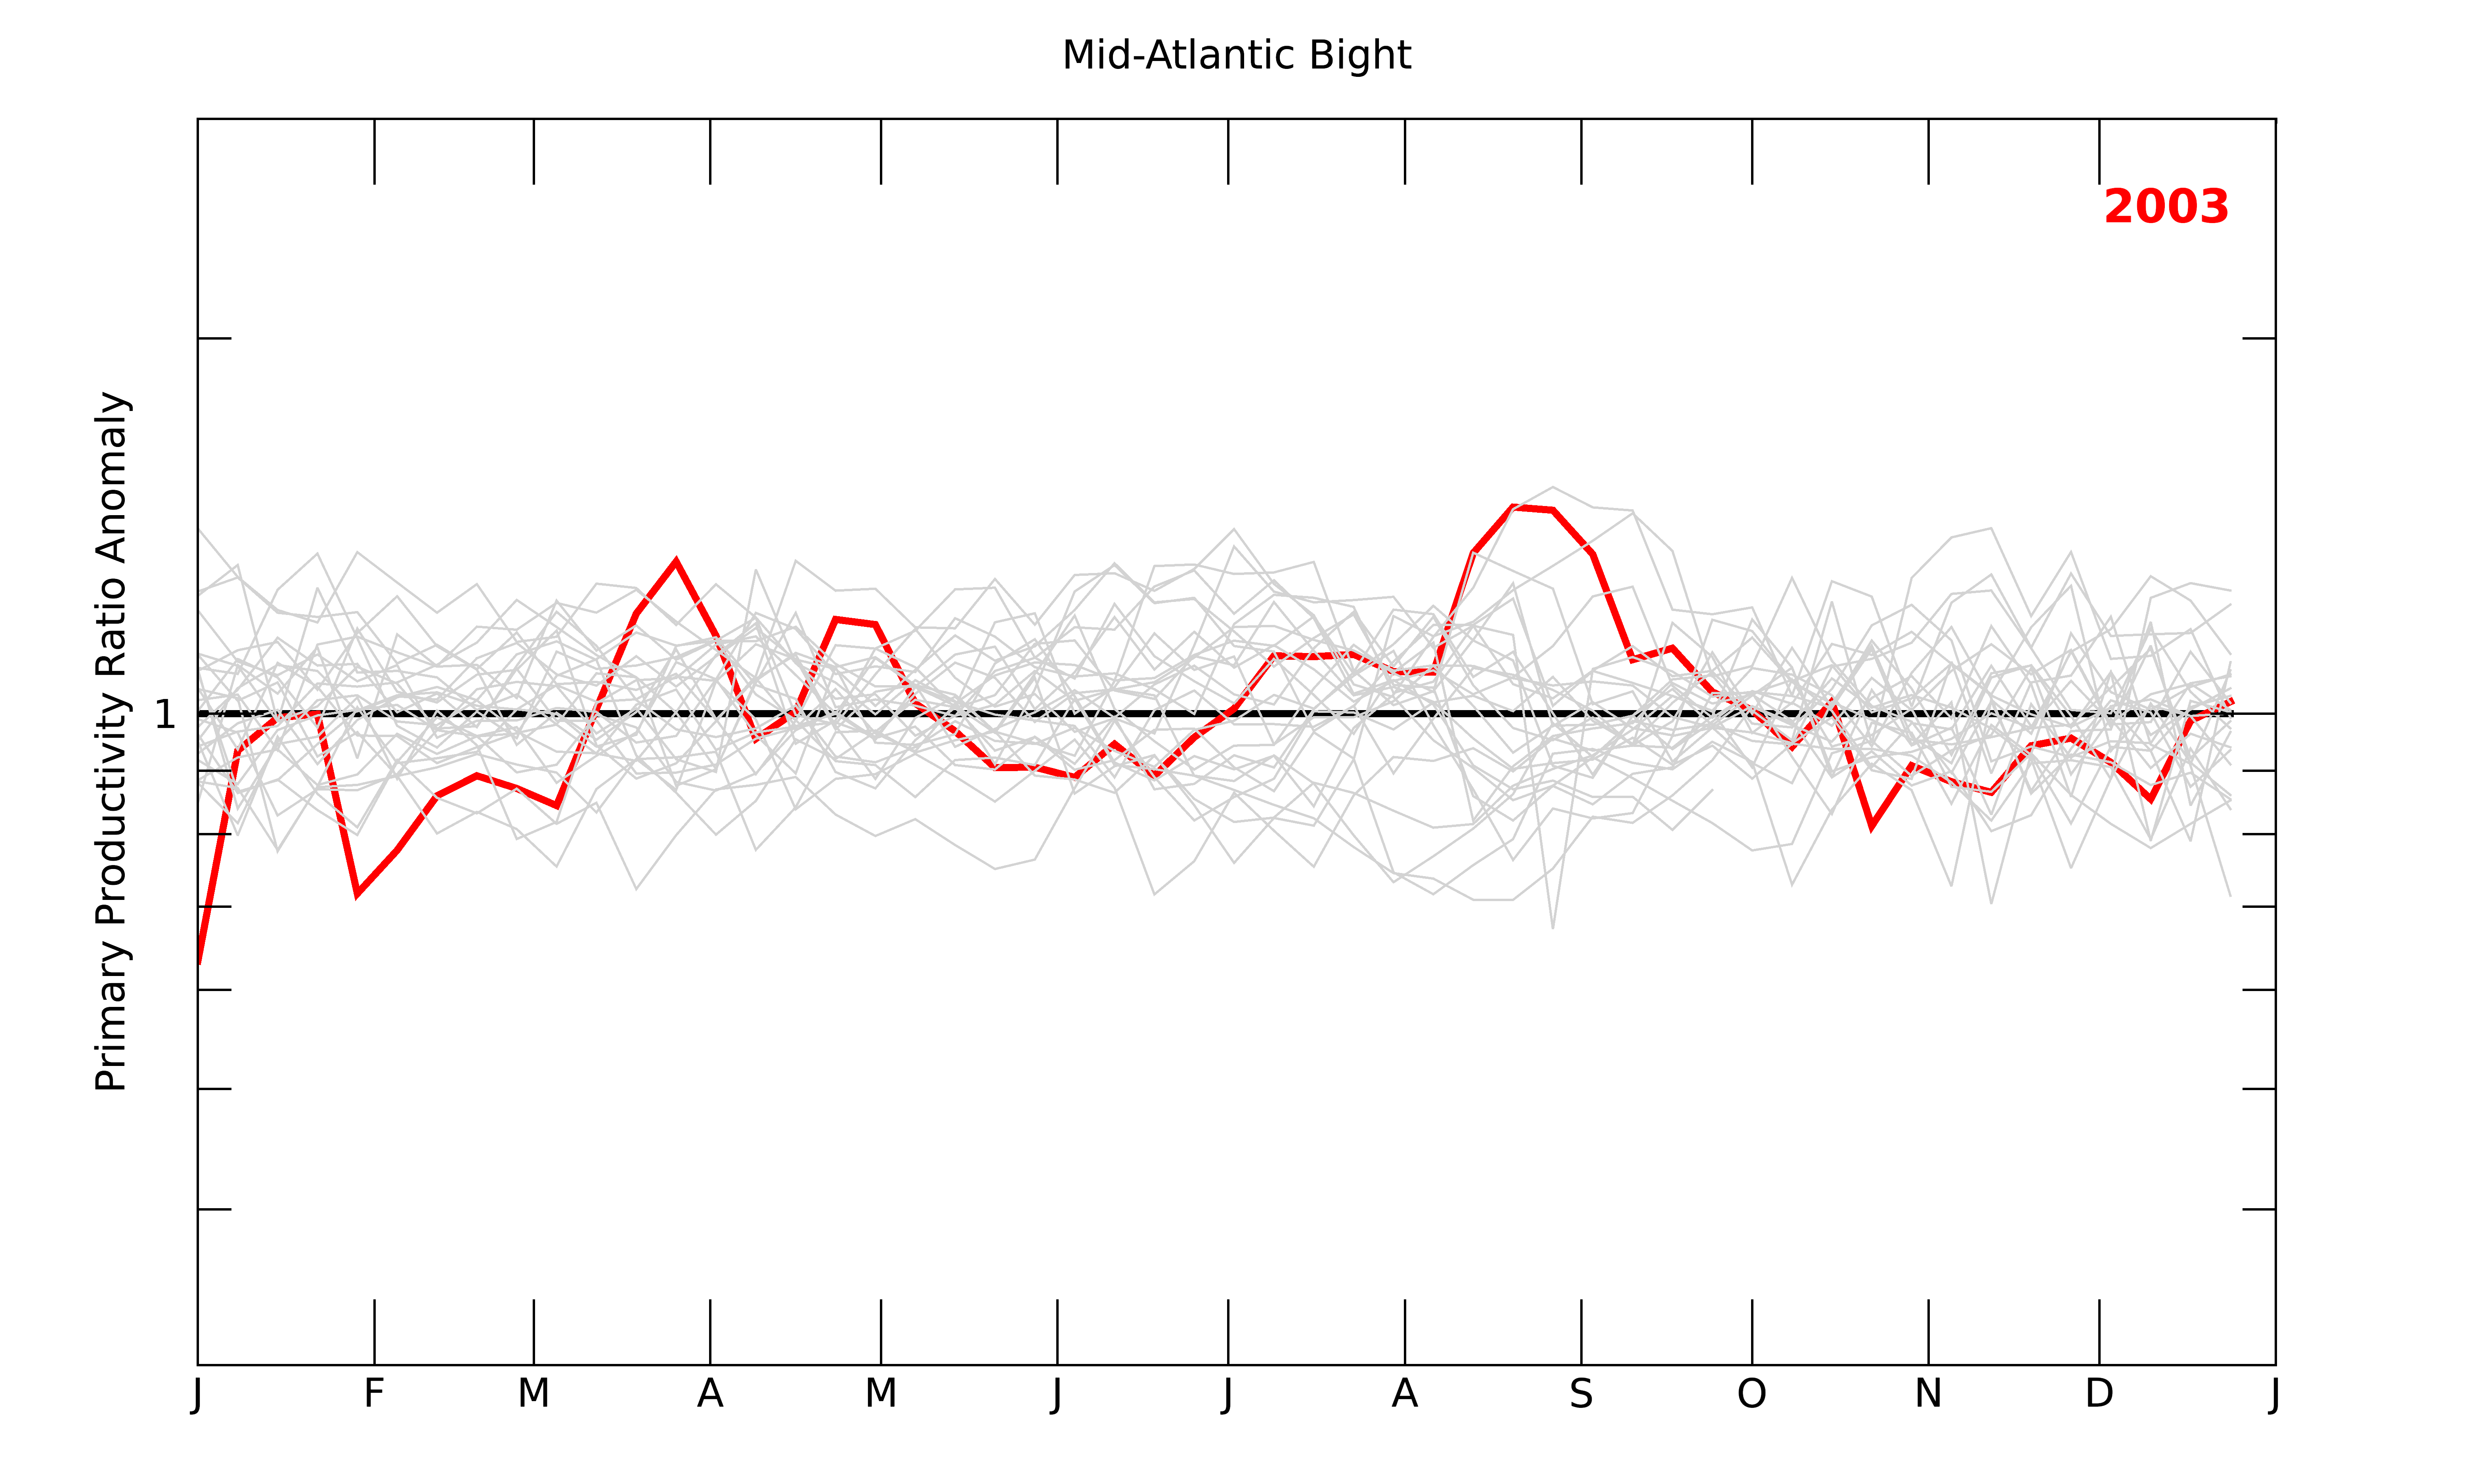 Mid-Atlantic Bight
2003
Primary Productivity Ratio Anomaly
1
J F M A M J J A S O N D J